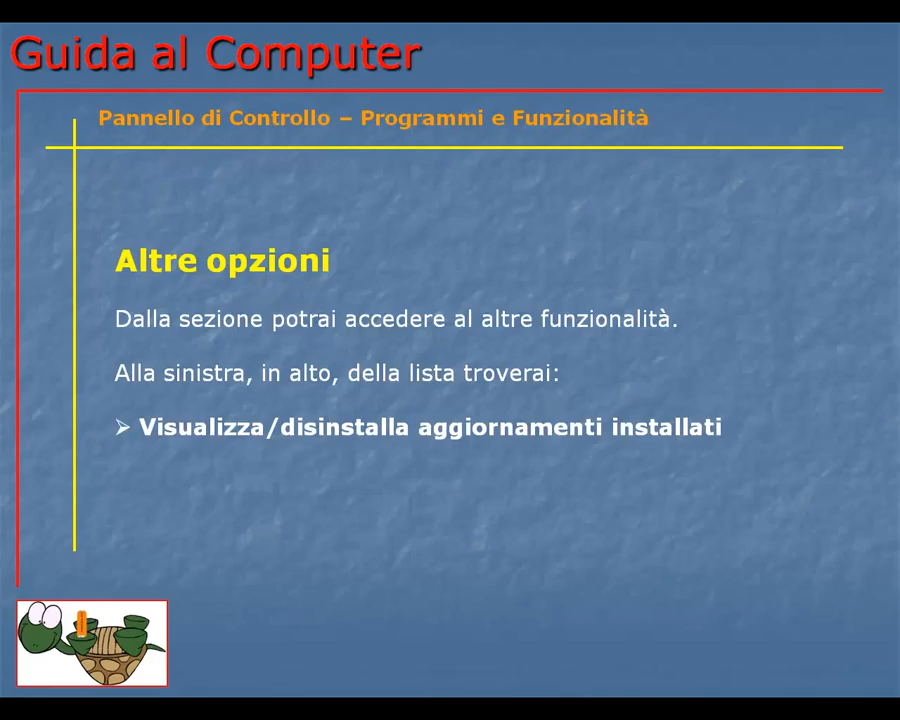 Guida al Computer
Pannello di Controllo – Programmi e Funzionalità
Altre opzioni
Dalla sezione potrai accedere al altre funzionalità.
Alla sinistra, in alto, della lista troverai:
➢ Visualizza/disinstalla aggiornamenti installati